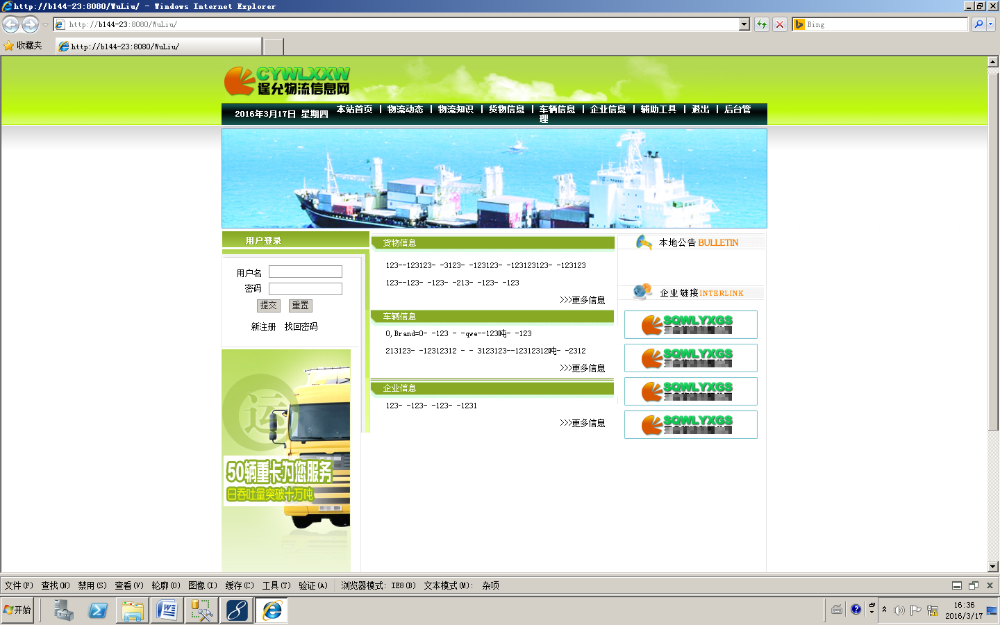 http://b144-23:8080/WuLiu/ - Windows Internet Explorer
http://b144-23:8080/WuLiu/
Bing
收藏夹
http://b144-23:8080/WuLiu/
CYWLXXW
逞允物流信息网
2016年3月17日 星期四
本站首页 | 物流动态 | 物流知识 | 货物信息 | 车辆信息 | 企业信息 | 辅助工具 | 退出 | 后台管
理
用户登录
用户名
密码
提交 重置
新注册 找回密码
运
50辆重卡为您服务
日吞吐量突破十万吨
货物信息
123--123123- -3123- -123123- -123123123- -123123
123--123- -123- -213- -123- -123
>>>更多信息
车辆信息
0,Brand=0- -123 - -qwe--123吨- -123
213123- -12312312 - - 3123123--12312312吨- -2312
>>>更多信息
企业信息
123- -123- -123- -1231
>>>更多信息
本地公告 BULLETIN
企业链接 INTERLINK
SQWLYXGS
SQWLYXGS
SQWLYXGS
SQWLYXGS
文件(F) 查找(N) 禁用(S) 查看(V) 轮廓(O) 图像(I) 缓存(C) 工具(T) 验证(A) 浏览器模式: IE8(B) 文本模式(M): 杂项
开始
16:36
2016/3/17